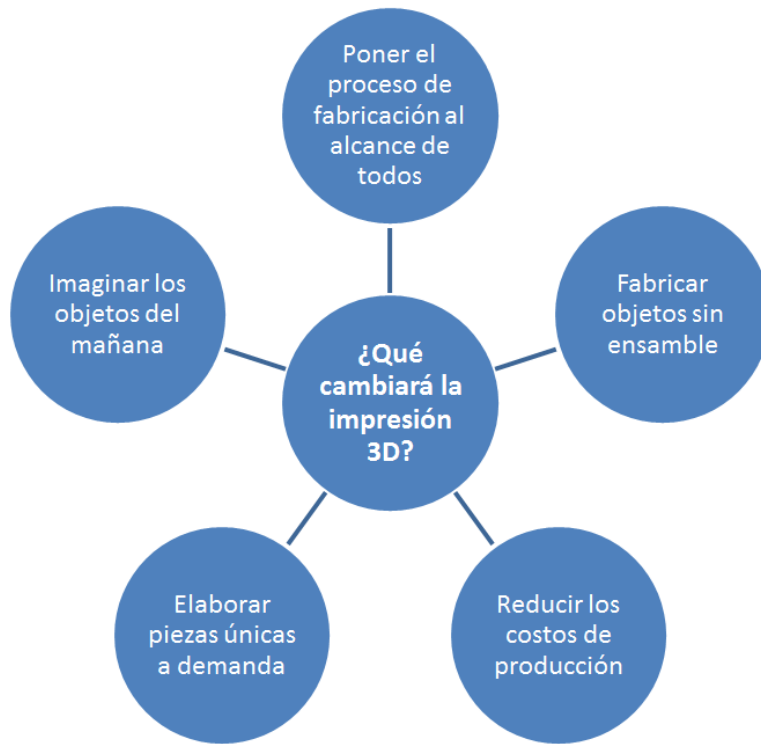 Poner el
proceso de
fabricación al
alcance de
todos
Imaginar los
objetos del
mañana
Fabricar
objetos sin
ensamble
¿Qué
cambiará la
impresión
3D?
Elaborar
piezas únicas
a demanda
Reducir los
costos de
producción